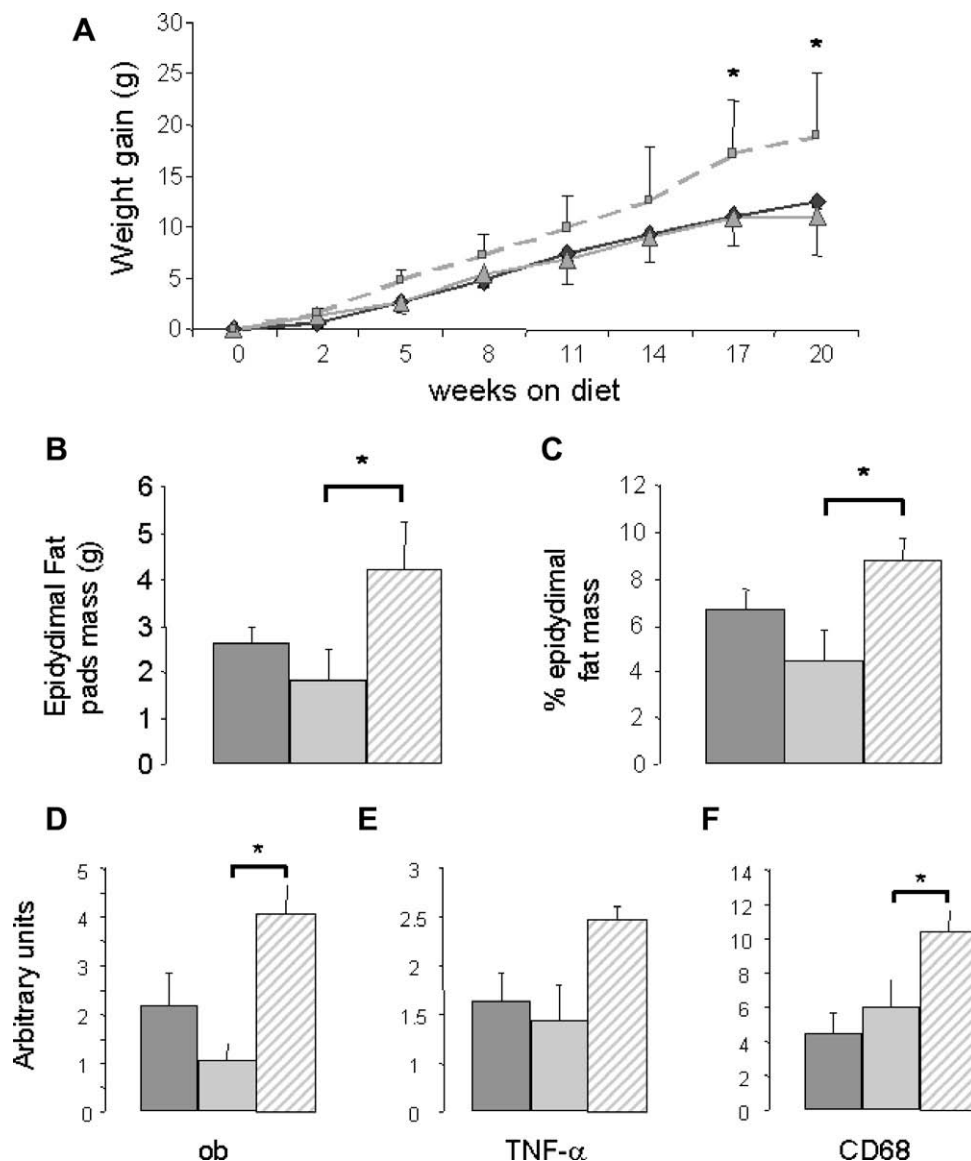 A
Weight gain (g)
30
25
20
15
10
5
0
*
*
0 2 5 8 11 14 17 20
weeks on diet
B
Epidydimal Fat
pads mass (g)
6
5
4
3
2
1
0
*
C
% epidydimal
fat mass
12
10
8
6
4
2
0
*
D
Arbitrary units
5
4
3
2
1
0
*
ob
E
3
2.5
2
1.5
1
.5
0
TNF-α
F
14
12
10
8
6
4
2
0
*
CD68